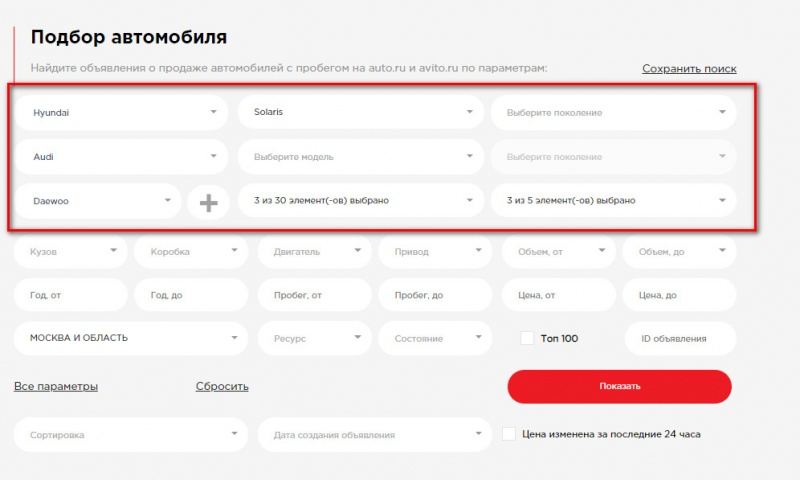 Подбор автомобиля
Найдите объявления о продаже автомобилей с пробегом на auto.ru и avito.ru по параметрам: Сохранить поиск
Hyundai Solaris Выберите поколение
Audi Выберите модель Выберите поколение
Daewoo + 3 из 30 элемент(-ов) выбрано 3 из 5 элемент(-ов) выбрано
Кузов Коробка Двигатель Привод Объем, от Объем, до
Год, от Год, до Пробег, от Пробег, до Цена, от Цена, до
МОСКВА И ОБЛАСТЬ Ресурс Состояние Топ 100 ID объявления
Все параметры Сбросить Показать
Сортировка Дата создания объявления Цена изменена за последние 24 часа